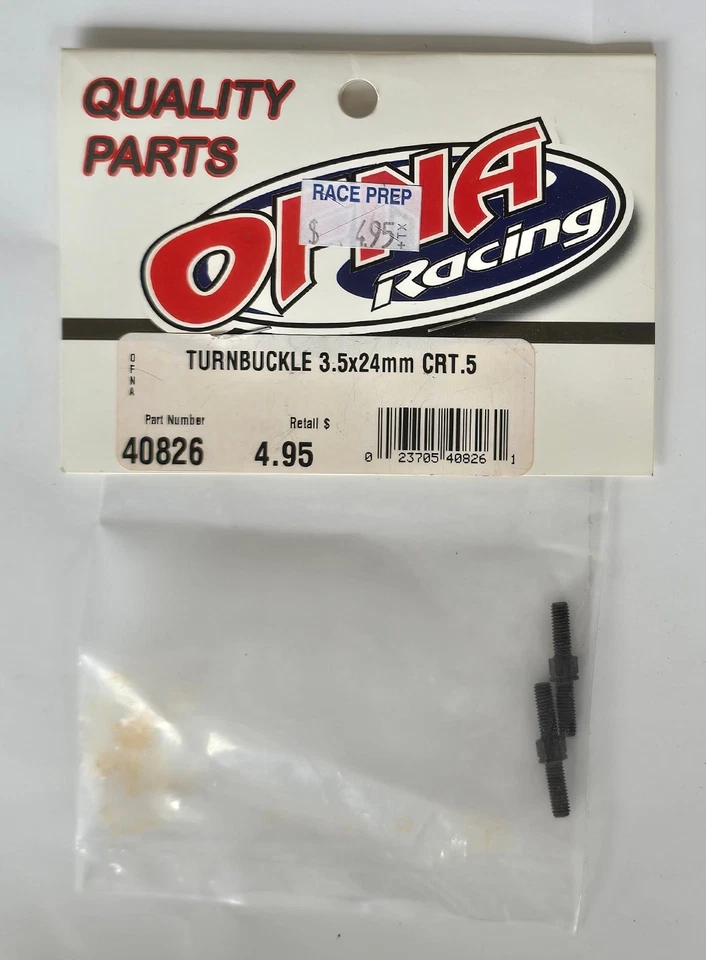 QUALITY
PARTS
OFNA
Racing
RACE PREP
$ 4.95 +TX
OFNA
TURNBUCKLE 3.5x24mm CRT.5
Part Number
Retail $
40826
4.95
0 23705 40826 1